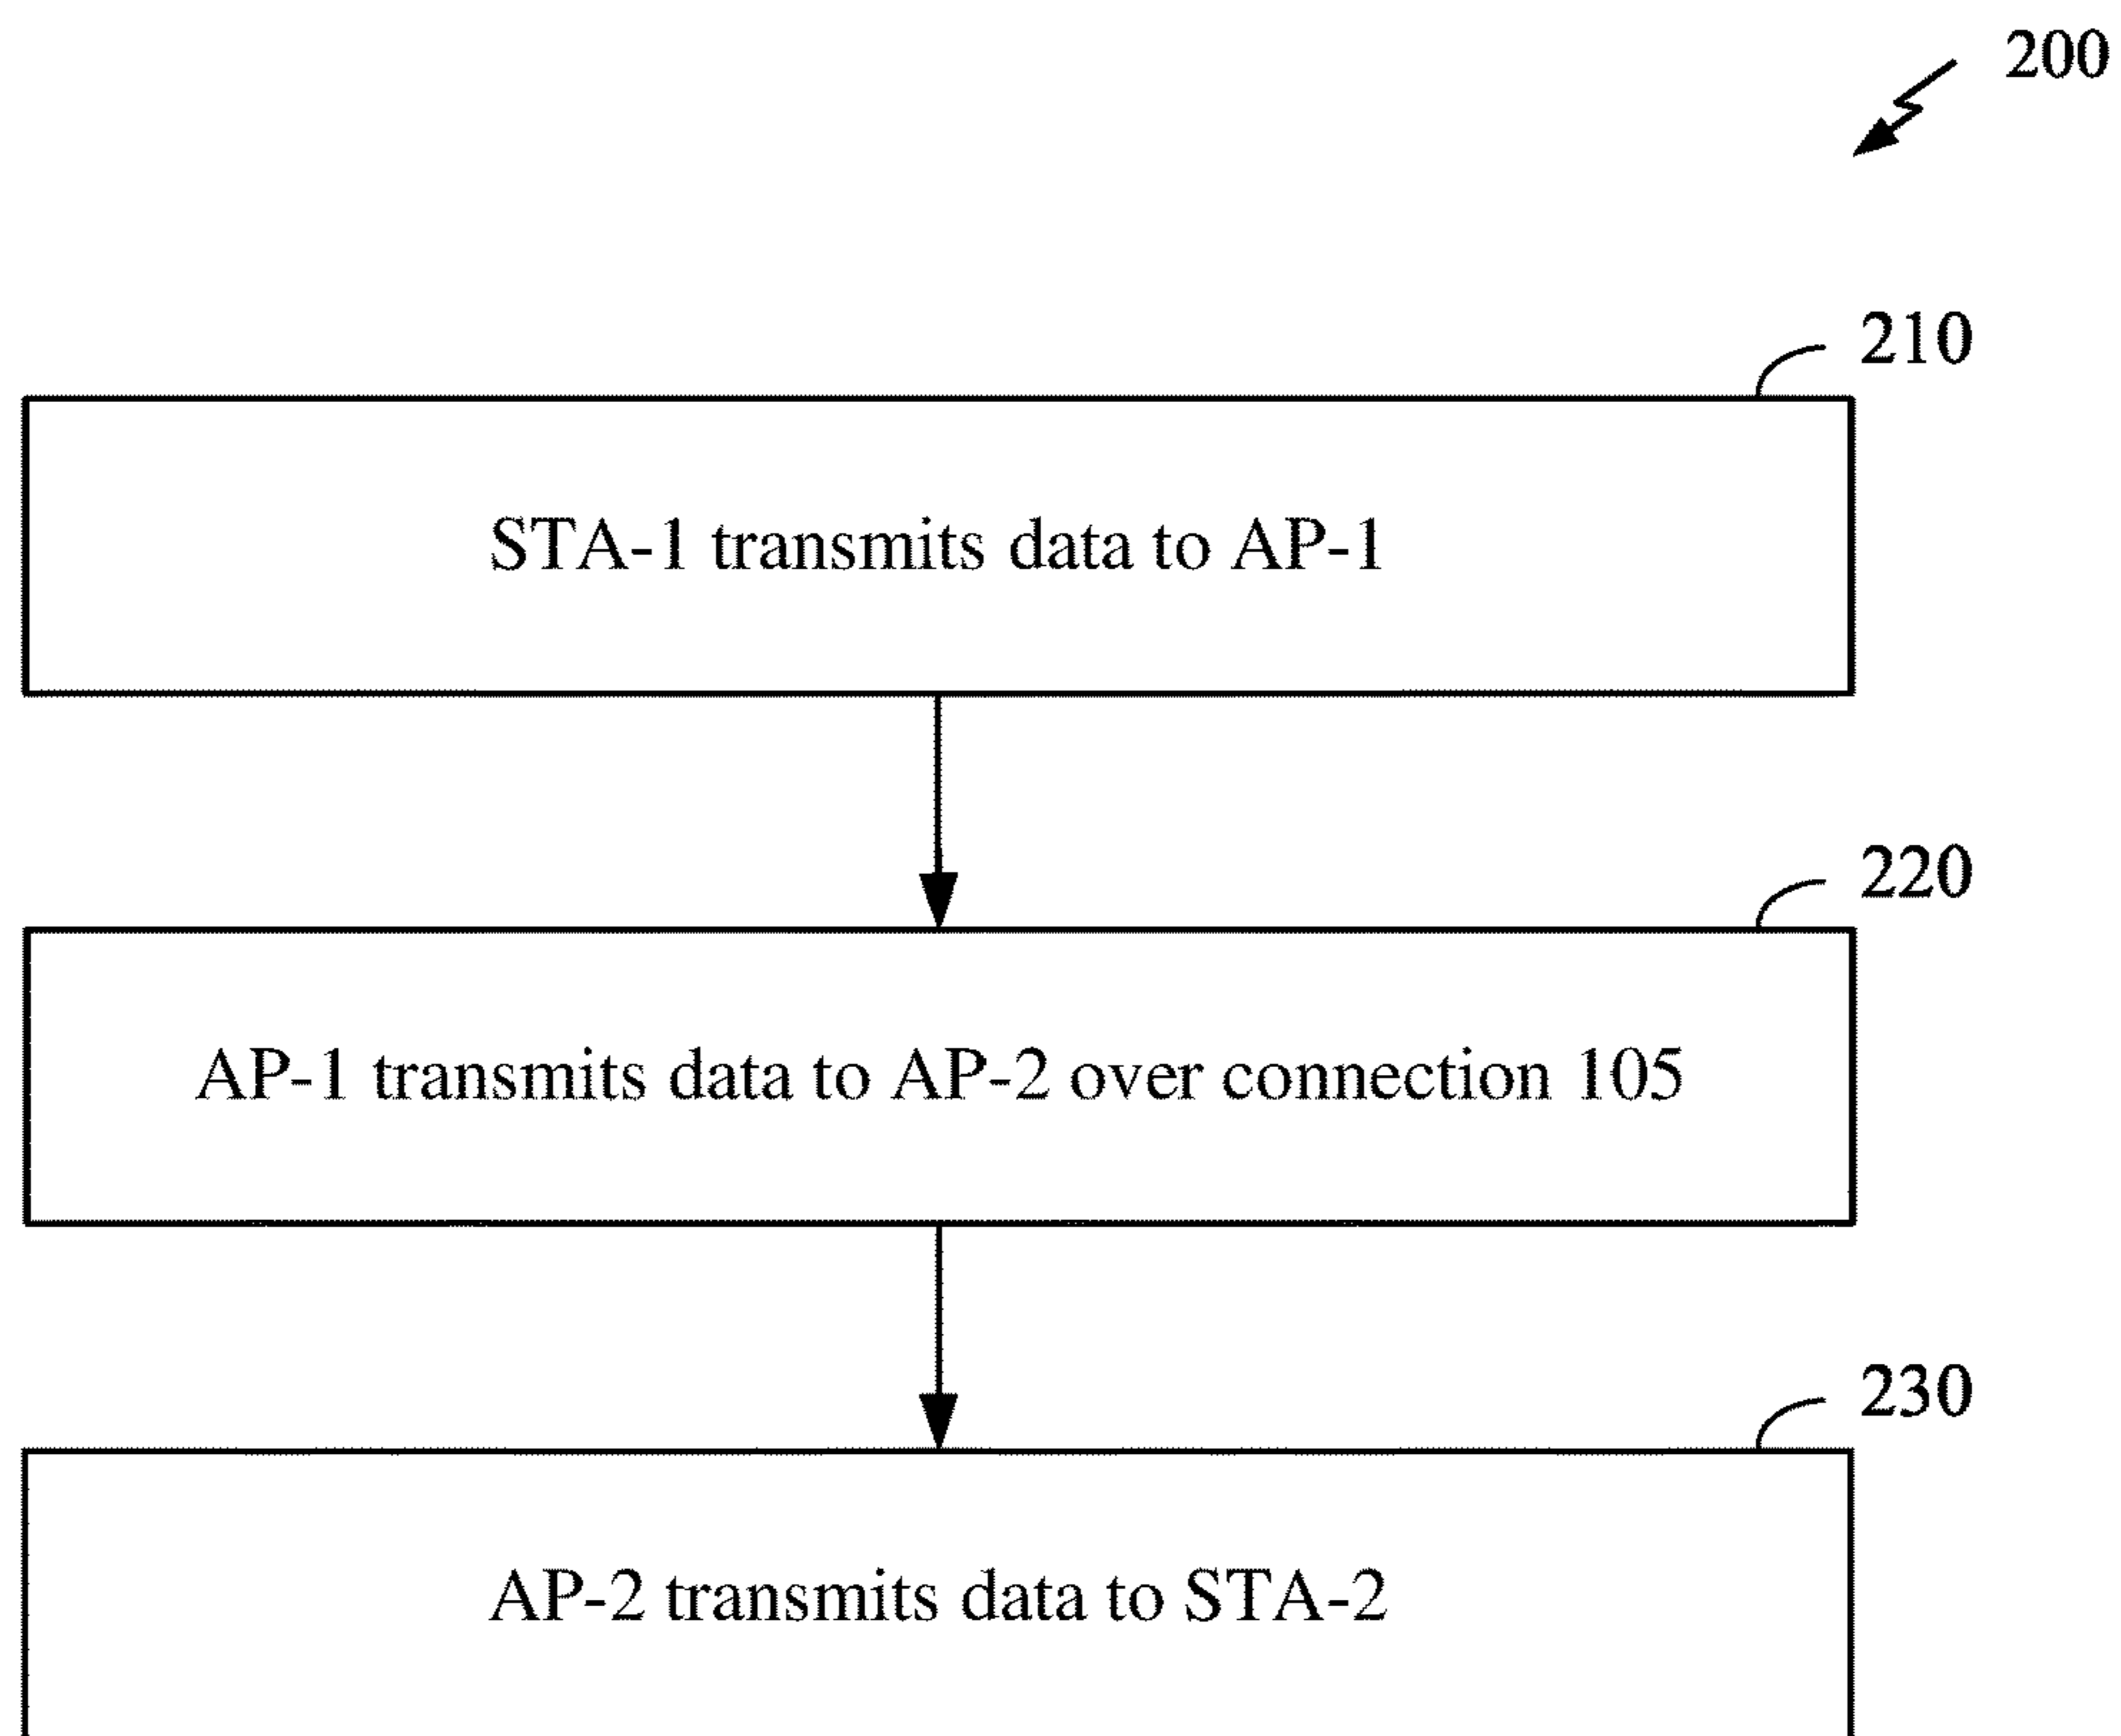 200
210
STA-1 transmits data to AP-1
220
AP-1 transmits data to AP-2 over connection 105
230
AP-2 transmits data to STA-2